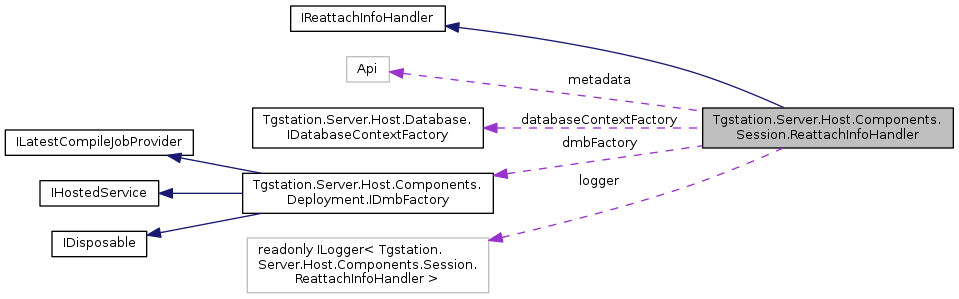 IReattachInfoHandler
Api
metadata
Tgstation.Server.Host.Components.
Session.ReattachInfoHandler
Tgstation.Server.Host.Database.
IDatabaseContextFactory
databaseContextFactory
dmbFactory
ILatestCompileJobProvider
IHostedService
Tgstation.Server.Host.Components.
Deployment.IDmbFactory
logger
IDisposable
readonly ILogger< Tgstation.
Server.Host.Components.Session.
ReattachInfoHandler >